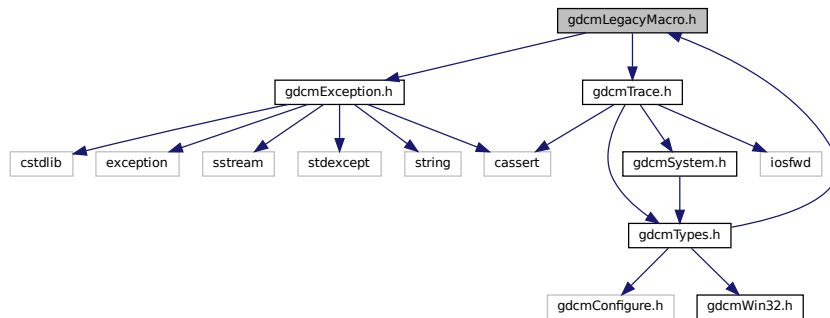 gdcmLegacyMacro.h
gdcmException.h
gdcmTrace.h
cstdlib
exception
sstream
stdexcept
string
cassert
gdcmSystem.h
iosfwd
gdcmTypes.h
gdcmConfigure.h
gdcmWin32.h